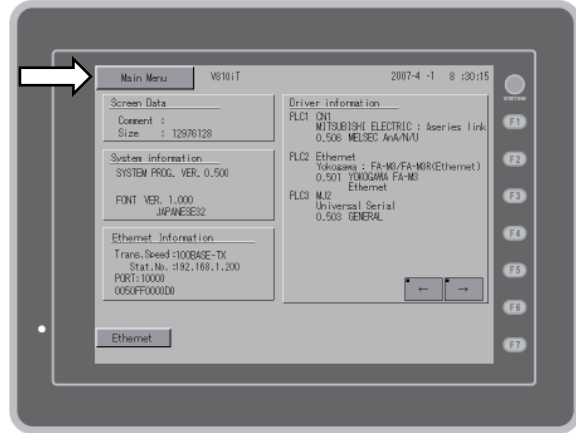 Main Menu
V810iT
2007-4 -1 8 :30:15
SYSTEM
Screen Data
Comment :
Size : 12976128
System information
SYSTEM PROG. VER. 0.500
FONT VER. 1.000
JAPANESE32
Ethernet Information
Trans.Speed :100BASE-TX
Stat.No. :192.168.1.200
PORT:10000
0050FF0000D0
Driver information
PLC1 CN1
MITSUBISHI ELECTRIC : Aseries link
0.506 MELSEC AnA/N/U
PLC2 Ethernet
Yokogawa : FA-M3/FA-M3R(Ethernet)
0.501 YOKOGAWA FA-M3
Ethernet
PLC3 MJ2
Universal Serial
0.503 GENERAL
← →
Ethernet
F1
F2
F3
F4
F5
F6
F7